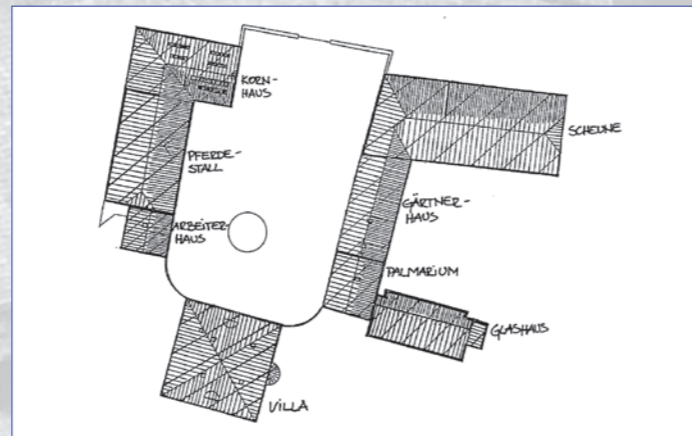 KORN-
HAUS
SCHEUNE
PFERDE-
STALL
GÄRTNER-
HAUS
ARBEITER-
HAUS
PALMARIUM
GLASHAUS
VILLA